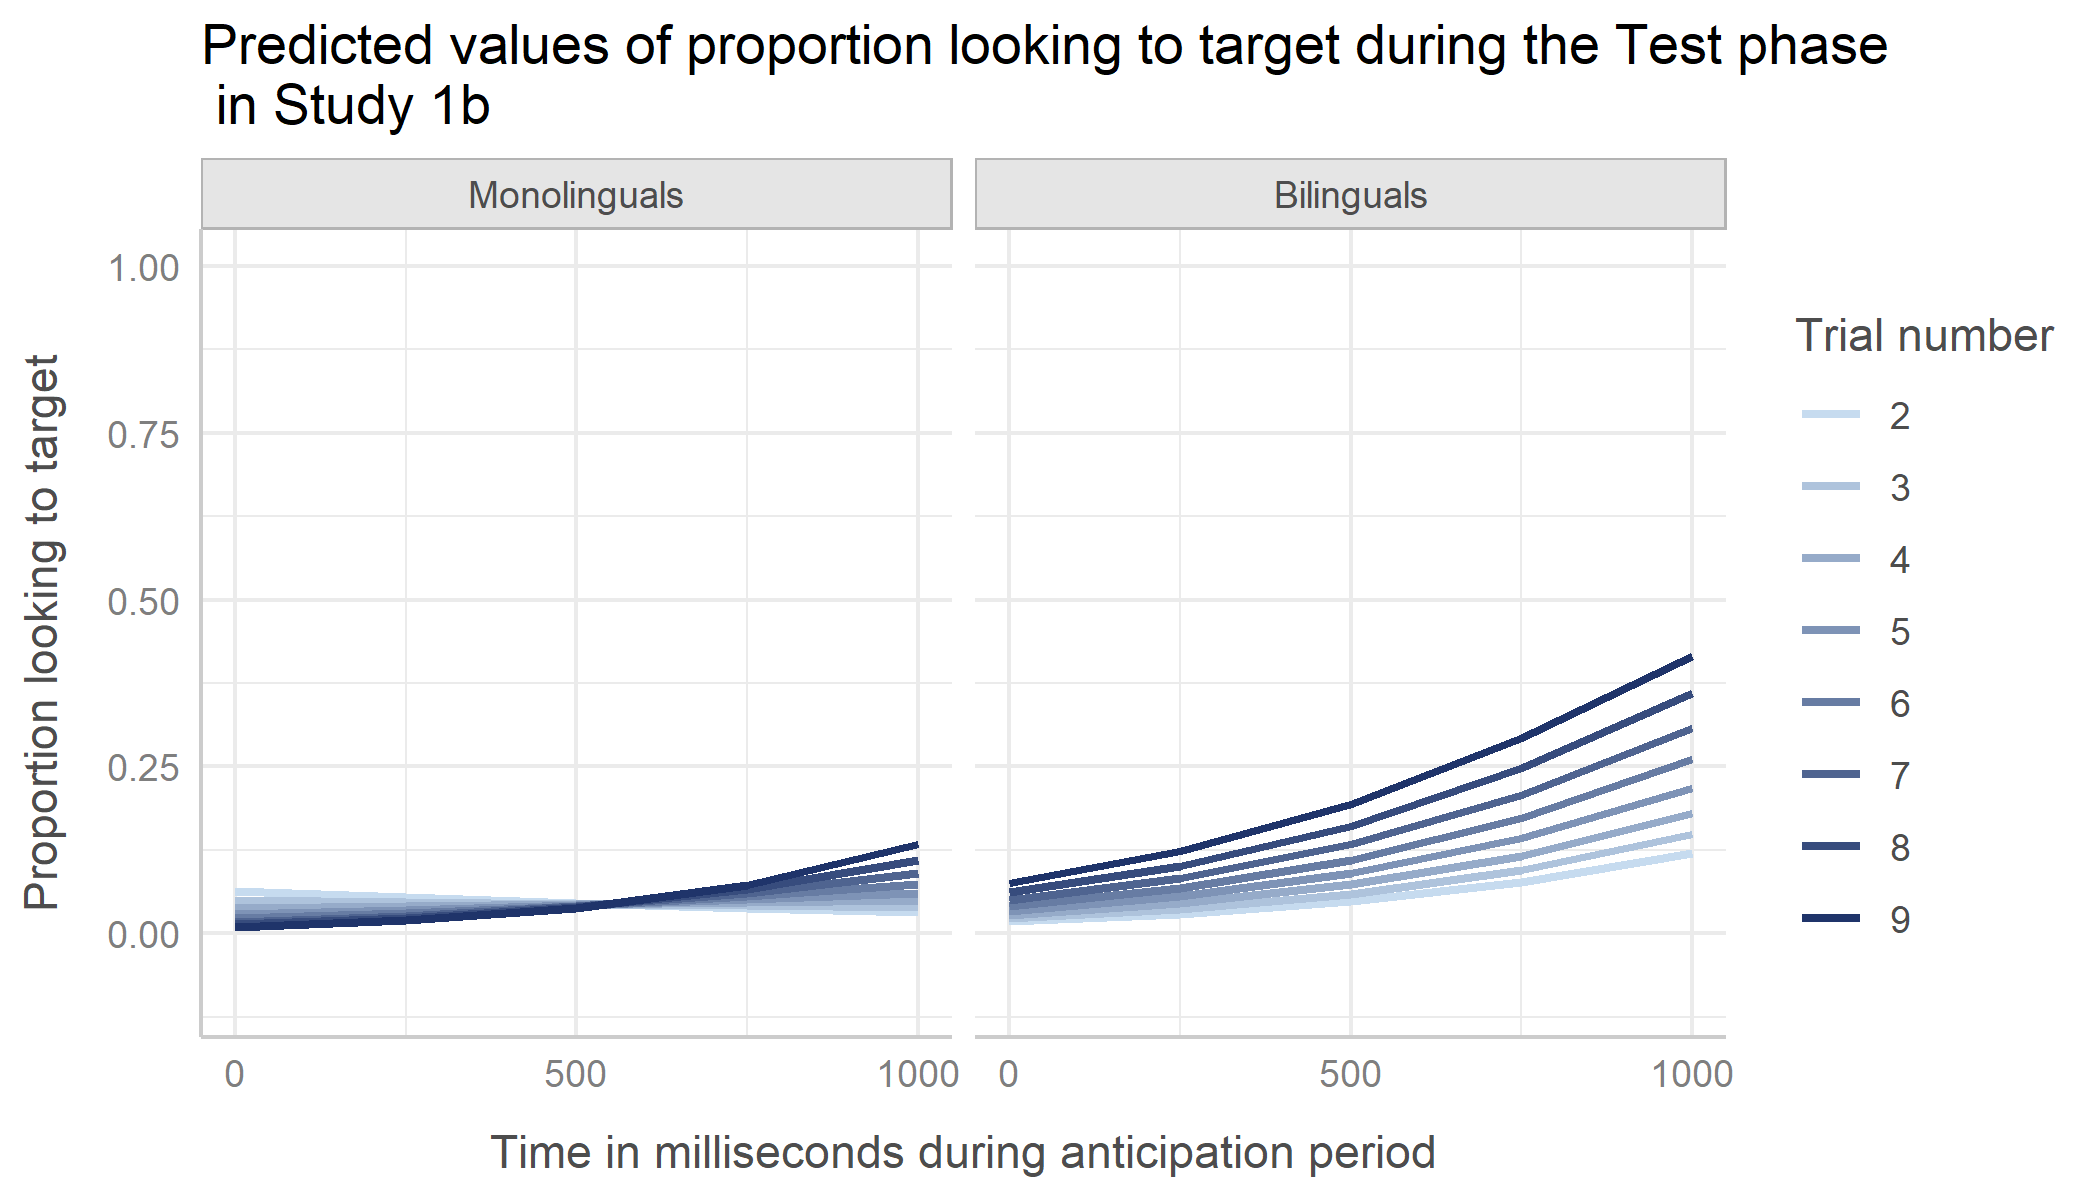 Predicted values of proportion looking to target during the Test phase
in Study 1b
Monolinguals
Bilinguals
1.00
0.75
0.50
0.25
0.00
Proportion looking to target
0
500
1000
0
500
1000
Time in milliseconds during anticipation period
Trial number
2
3
4
5
6
7
8
9